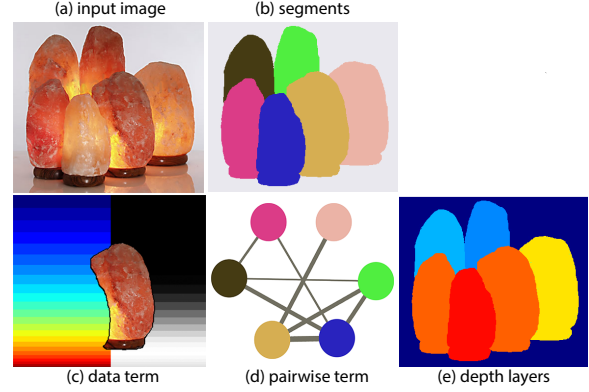 (a) input image
(b) segments
(c) data term
(d) pairwise term
(e) depth layers